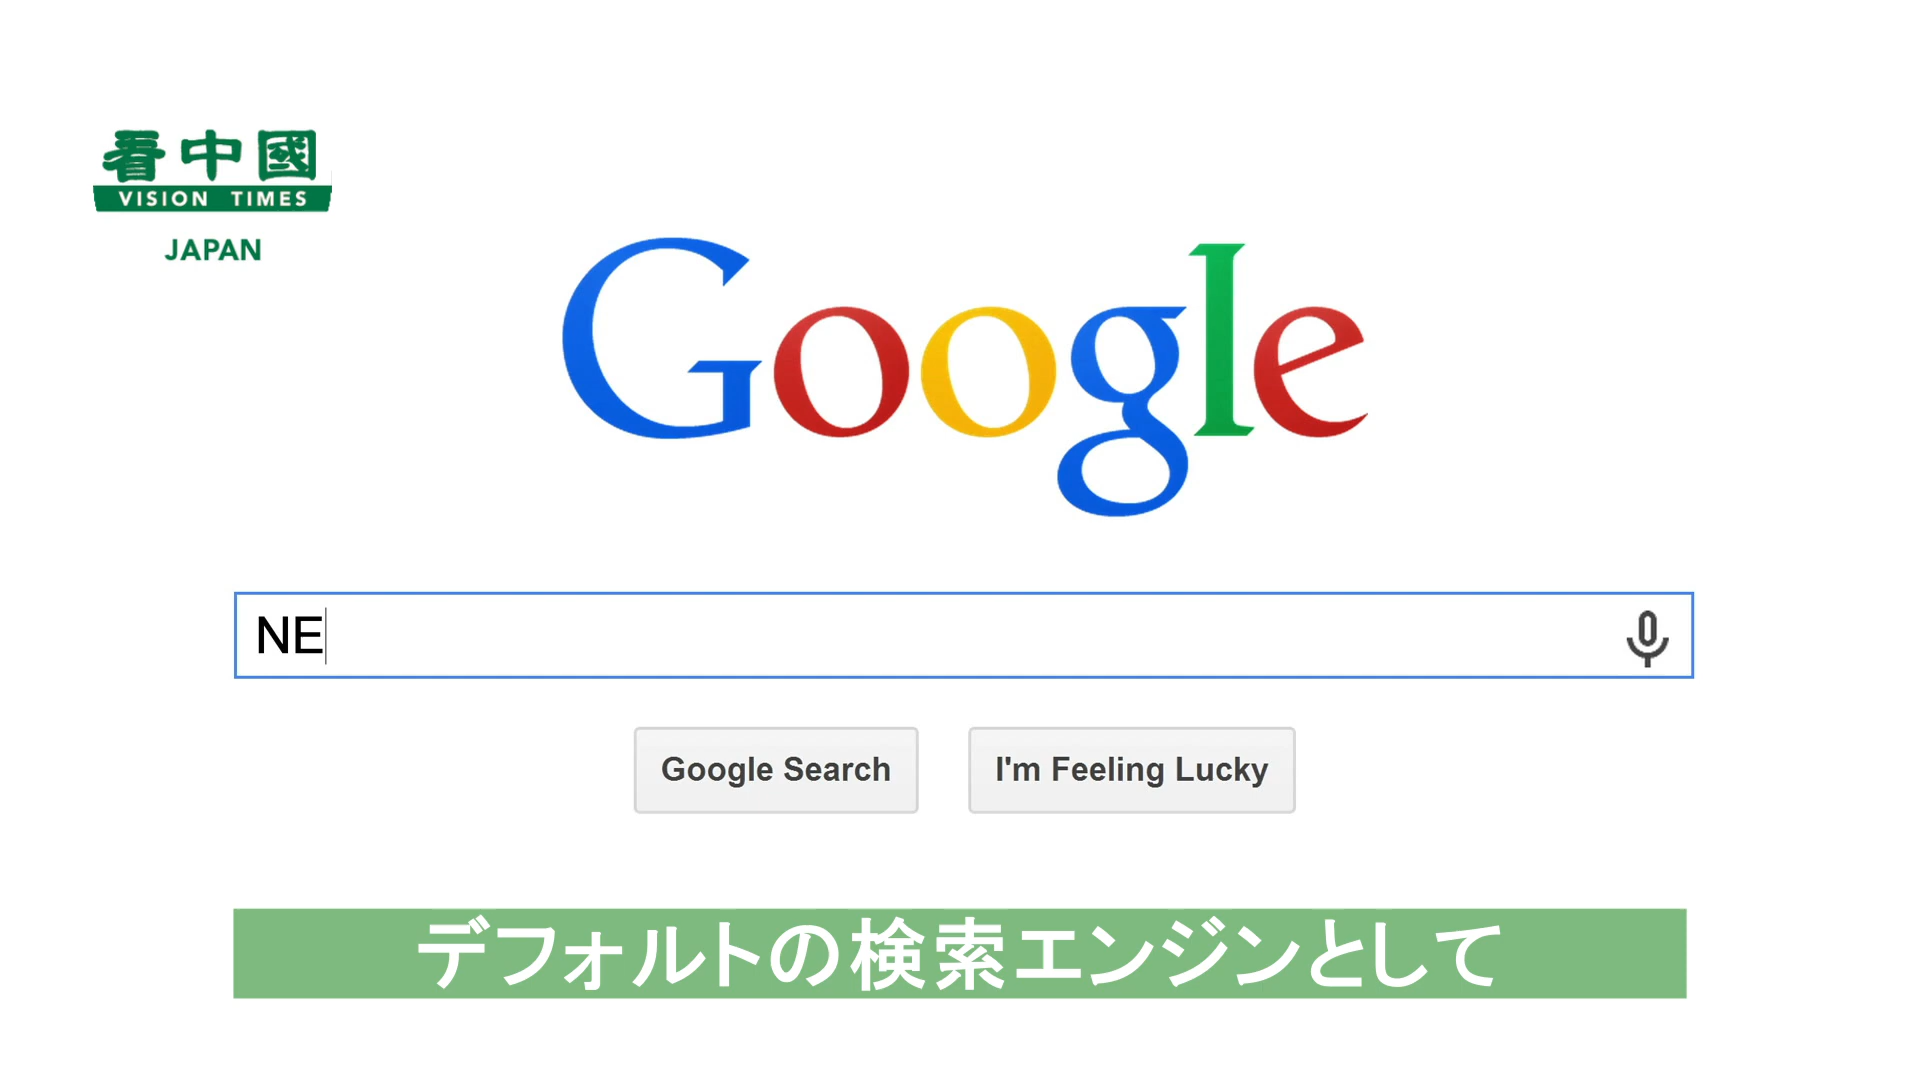 看中國
VISION TIMES
JAPAN
Google
NE
Google Search
I'm Feeling Lucky
デフォルトの検索エンジンとして